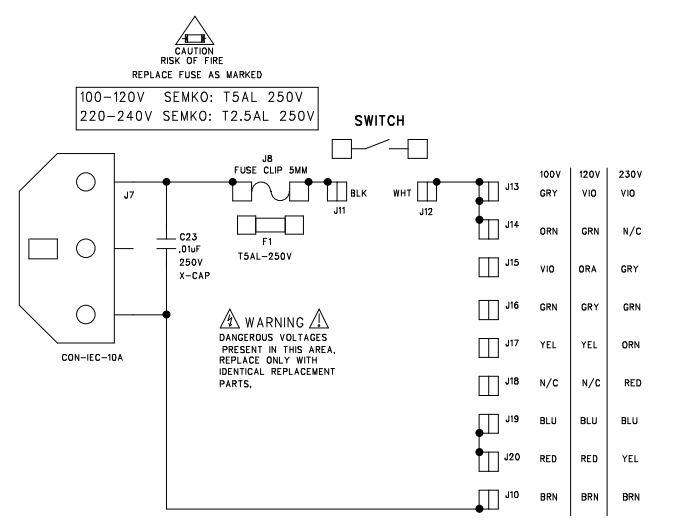 CAUTION
RISK OF FIRE
REPLACE FUSE AS MARKED
100-120V SEMKO: T5AL 250V
220-240V SEMKO: T2.5AL 250V
SWITCH
J8
FUSE CLIP 5MM
J7
BLK
J11
WHT
J12
F1
T5AL-250V
C23
.01uF
250V
X-CAP
CON-IEC-10A
WARNING
DANGEROUS VOLTAGES
PRESENT IN THIS AREA.
REPLACE ONLY WITH
IDENTICAL REPLACEMENT
PARTS.
100V 120V 230V
J13 GRY VIO VIO
J14 ORN GRN N/C
J15 VIO ORA GRY
J16 GRN GRY GRN
J17 YEL YEL ORN
J18 N/C N/C RED
J19 BLU BLU BLU
J20 RED RED YEL
J10 BRN BRN BRN